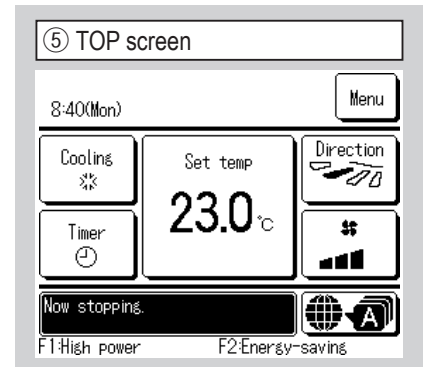 ⑤ TOP screen
8:40(Mon)
Menu
Cooling
Set temp
Direction
23.0 °C
Timer
Now stopping.
A
F1:High power F2:Energy-saving